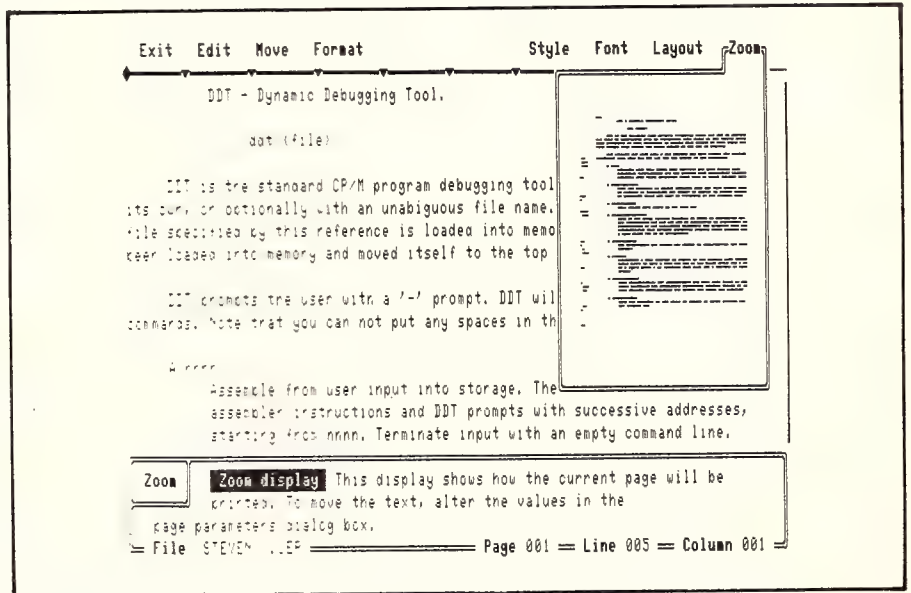 Exit Edit Move Format Style Font Layout Zoom
DDT - Dynamic Debugging Tool.
ddt (file)
DDT is the standard CP/M program debugging tool
its own, or optionally with an unabiguous file name.
file specified by this reference is loaded into memo
been loaded into memory and moved itself to the top
DDT prompts the user with a '-' prompt. DDT wil
commands. Note that you can not put any spaces in th
A nnnn
Assemble from user input into storage. The
assembler instructions and DDT prompts with successive addresses,
starting from nnnn. Terminate input with an empty command line.
Zoom Zoom display This display shows how the current page will be
printed. To move the text, alter the values in the
page parameters dialog box.
File STEVEN Page 001 Line 005 Column 001